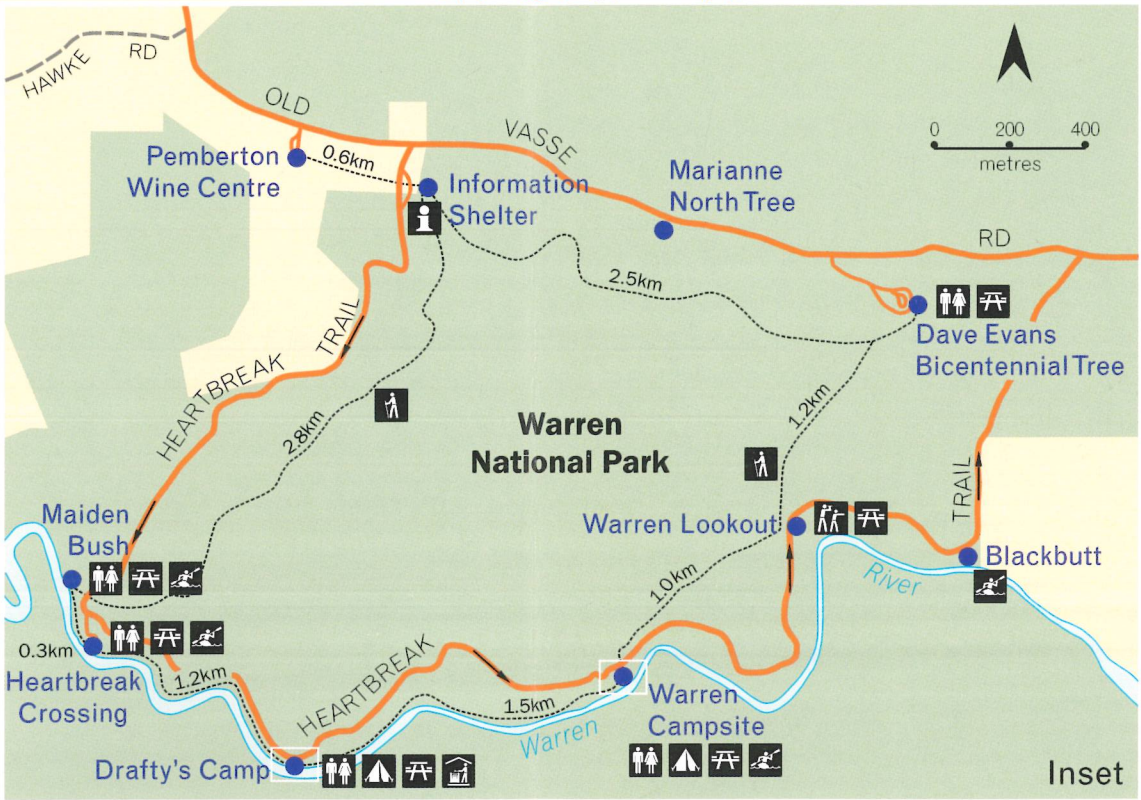 HAWKE RD
OLD
VASSE
RD
0 200 400
metres
Pemberton
Wine Centre
0.6km
Information
Shelter
i
Marianne
North Tree
2.5km
Dave Evans
Bicentennial Tree
HEARTBREAK TRAIL
2.8km
1.2km
Warren
National Park
Maiden
Bush
Warren Lookout
TRAIL
Blackbutt
River
1.0km
0.3km
Heartbreak
Crossing
1.2km
HEARTBREAK
1.5km
Warren
Warren
Campsite
Drafty's Camp
Inset